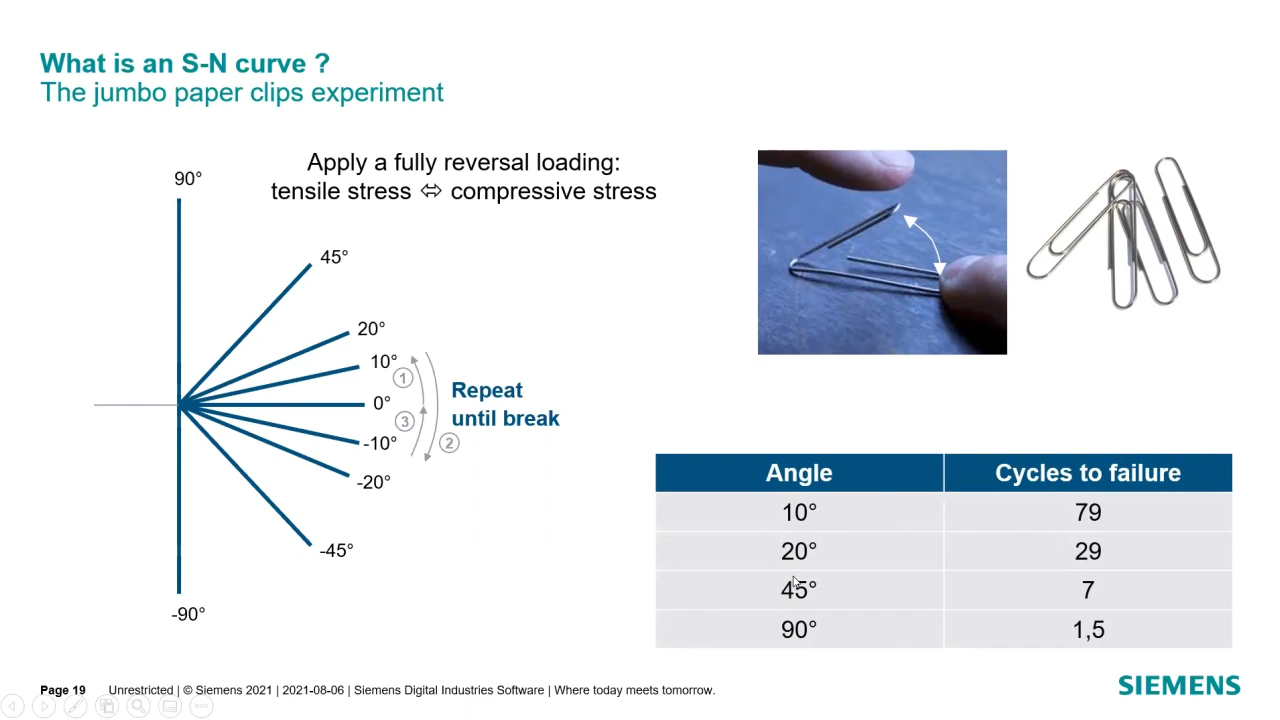 What is an S-N curve ?
The jumbo paper clips experiment
Apply a fully reversal loading:
tensile stress ⇔ compressive stress
90°
45°
20°
10°
①
0°
③
-10°
②
-20°
-45°
-90°
Repeat
until break
Angle Cycles to failure
10° 79
20° 29
45° 7
90° 1,5
Page 19 Unrestricted | © Siemens 2021 | 2021-08-06 | Siemens Digital Industries Software | Where today meets tomorrow.
SIEMENS